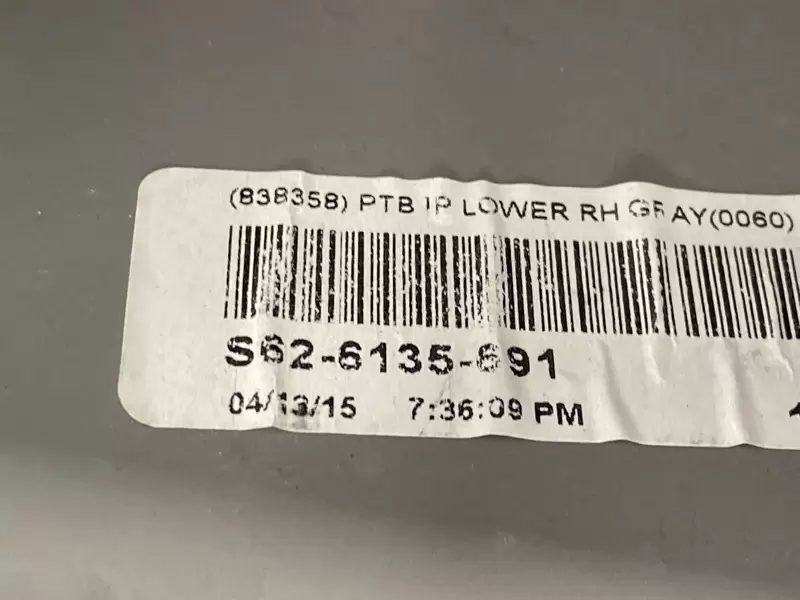 (838358) PTB IP LOWER RH GRAY(0060)
S62-6135-691
04/13/15 7:36:09 PM